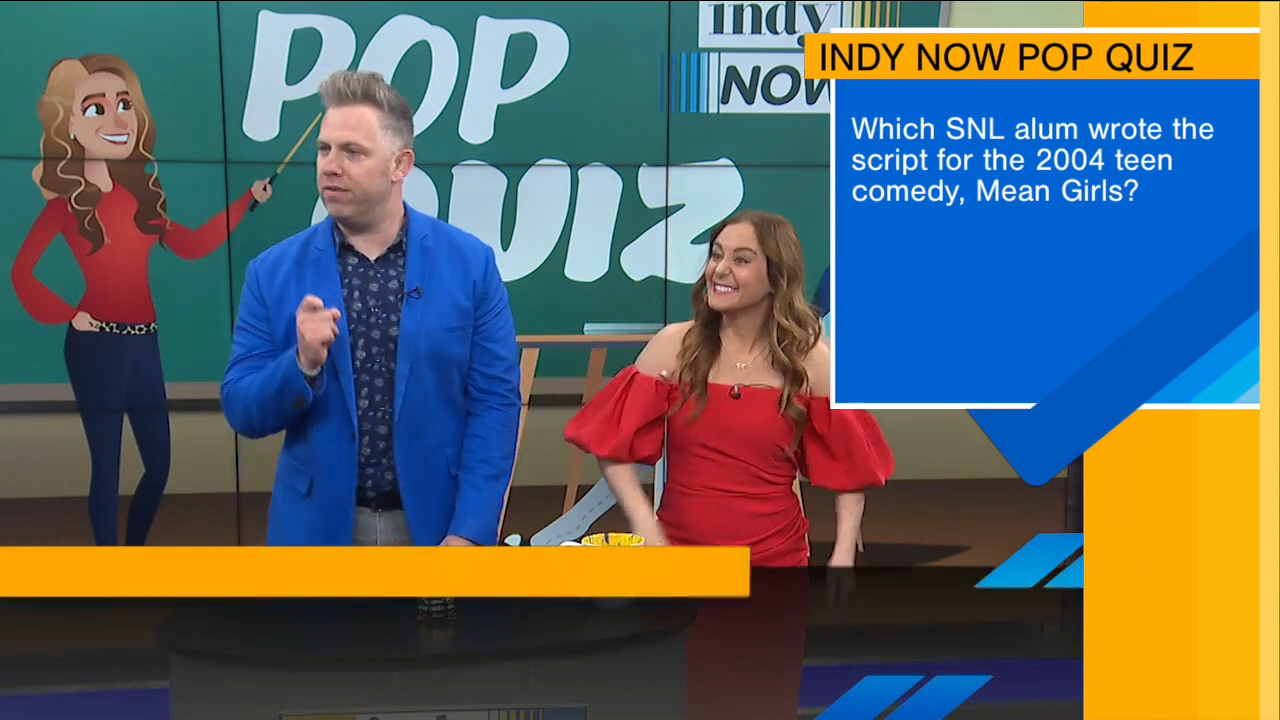 POP
QUIZ
indy
NOW
INDY NOW POP QUIZ
Which SNL alum wrote the
script for the 2004 teen
comedy, Mean Girls?